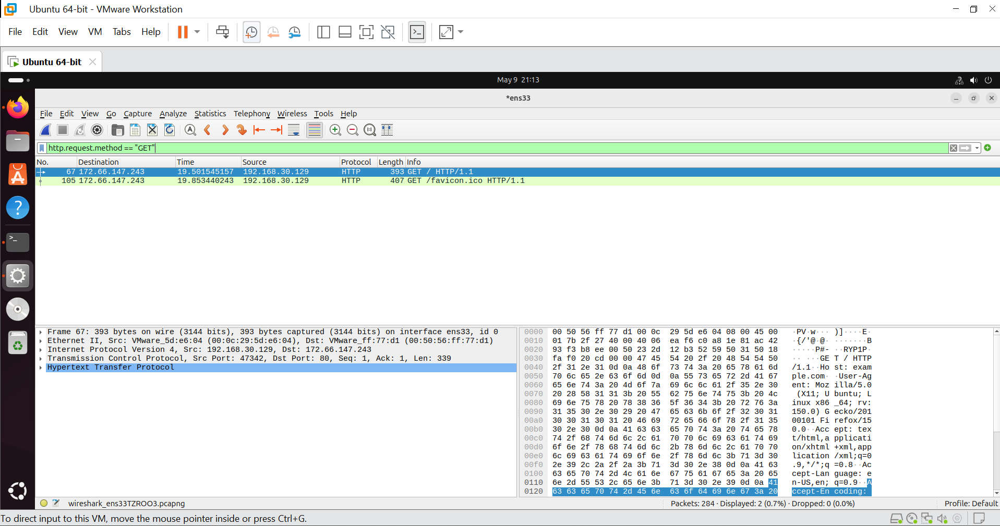 Ubuntu 64-bit - VMware Workstation
File Edit View VM Tabs Help
Ubuntu 64-bit
May 9 21:13
*ens33
File Edit View Go Capture Analyze Statistics Telephony Wireless Tools Help
http.request.method == "GET"
No. Destination Time Source Protocol Length Info
67 172.66.147.243 19.501545157 192.168.30.129 HTTP 393 GET / HTTP/1.1
105 172.66.147.243 19.853440243 192.168.30.129 HTTP 407 GET /favicon.ico HTTP/1.1
Frame 67: 393 bytes on wire (3144 bits), 393 bytes captured (3144 bits) on interface ens33, id 0
Ethernet II, Src: VMware_5d:e6:04 (00:0c:29:5d:e6:04), Dst: VMware_ff:77:d1 (00:50:56:ff:77:d1)
Internet Protocol Version 4, Src: 192.168.30.129, Dst: 172.66.147.243
Transmission Control Protocol, Src Port: 47342, Dst Port: 80, Seq: 1, Ack: 1, Len: 339
Hypertext Transfer Protocol
0000 00 50 56 ff 77 d1 00 0c 29 5d e6 04 08 00 45 00 ·PV·w··· )]····E·
0010 01 7b 2f 27 40 00 40 06 ea f6 c0 a8 1e 81 ac 42 ·{/'@·@· ·······B
0020 93 f3 b8 ee 00 50 23 2d 12 b3 52 59 50 31 50 18 ·····P#- ··RYP1P·
0030 fa f0 20 cd 00 00 47 45 54 20 2f 20 48 54 54 50 ·· ···GE T / HTTP
0040 2f 31 2e 31 0d 0a 48 6f 73 74 3a 20 65 78 61 6d /1.1··Ho st: exam
0050 70 6c 65 2e 63 6f 6d 0d 0a 55 73 65 72 2d 41 67 ple.com· ·User-Ag
0060 65 6e 74 3a 20 4d 6f 7a 69 6c 6c 61 2f 35 2e 30 ent: Moz illa/5.0
0070 20 28 58 31 31 3b 20 55 62 75 6e 74 75 3b 20 4c (X11; U buntu; L
0080 69 6e 75 78 20 78 38 36 5f 36 34 3b 20 72 76 3a inux x86 _64; rv:
0090 31 35 30 2e 30 29 20 47 65 63 6b 6f 2f 32 30 31 150.0) G ecko/201
00a0 30 30 31 30 31 20 46 69 72 65 66 6f 78 2f 31 35 00101 Fi refox/15
00b0 30 2e 30 0d 0a 41 63 63 65 70 74 3a 20 74 65 78 0.0··Acc ept: tex
00c0 74 2f 68 74 6d 6c 2c 61 70 70 6c 69 63 61 74 69 t/html,a pplicati
00d0 6f 6e 2f 78 68 74 6d 6c 2b 78 6d 6c 2c 61 70 70 on/xhtml +xml,app
00e0 6c 69 63 61 74 69 6f 6e 2f 78 6d 6c 3b 71 3d 30 lication /xml;q=0
00f0 2e 39 2c 2a 2f 2a 3b 71 3d 30 2e 38 0d 0a 41 63 .9,*/*;q =0.8··Ac
0100 63 65 70 74 2d 4c 61 6e 67 75 61 67 65 3a 20 65 cept-Lan guage: e
0110 6e 2d 55 53 2c 65 6e 3b 71 3d 30 2e 39 0d 0a 41 n-US,en; q=0.9··A
0120 63 63 65 70 74 2d 45 6e 63 6f 64 69 6e 67 3a 20 ccept-En coding:
wireshark_ens33TZROO3.pcapng Packets: 284 · Displayed: 2 (0.7%) · Dropped: 0 (0.0%) Profile: Default
To direct input to this VM, move the mouse pointer inside or press Ctrl+G.